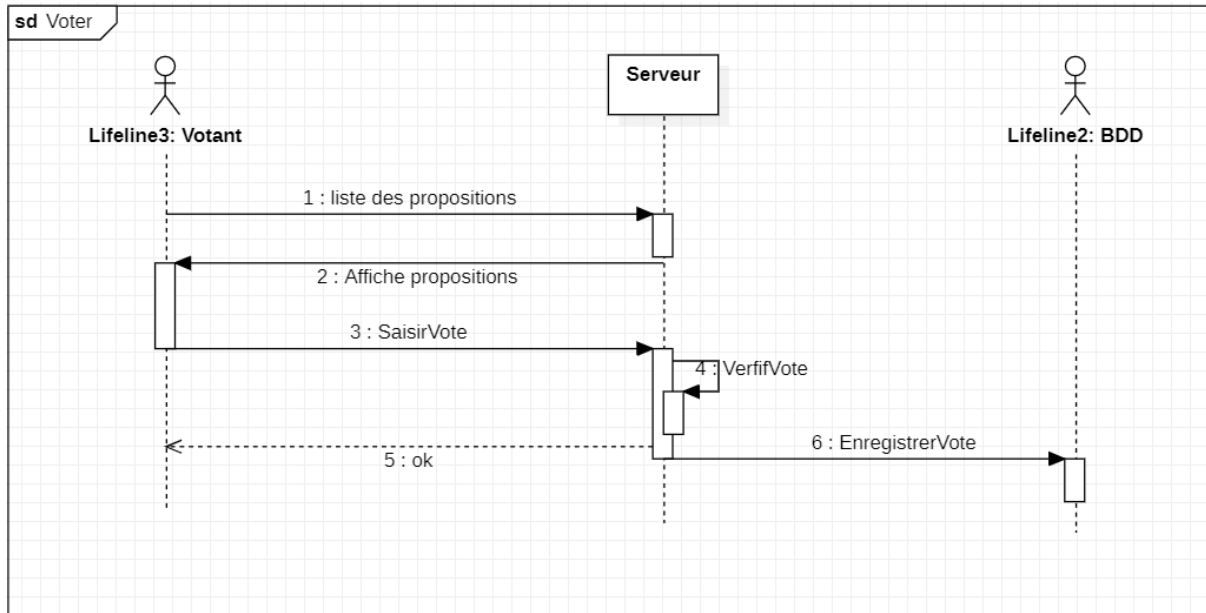 sd Voter
Serveur
Lifeline3: Votant
Lifeline2: BDD
1 : liste des propositions
2 : Affiche propositions
3 : SaisirVote
4 : VerfifVote
6 : EnregistrerVote
5 : ok